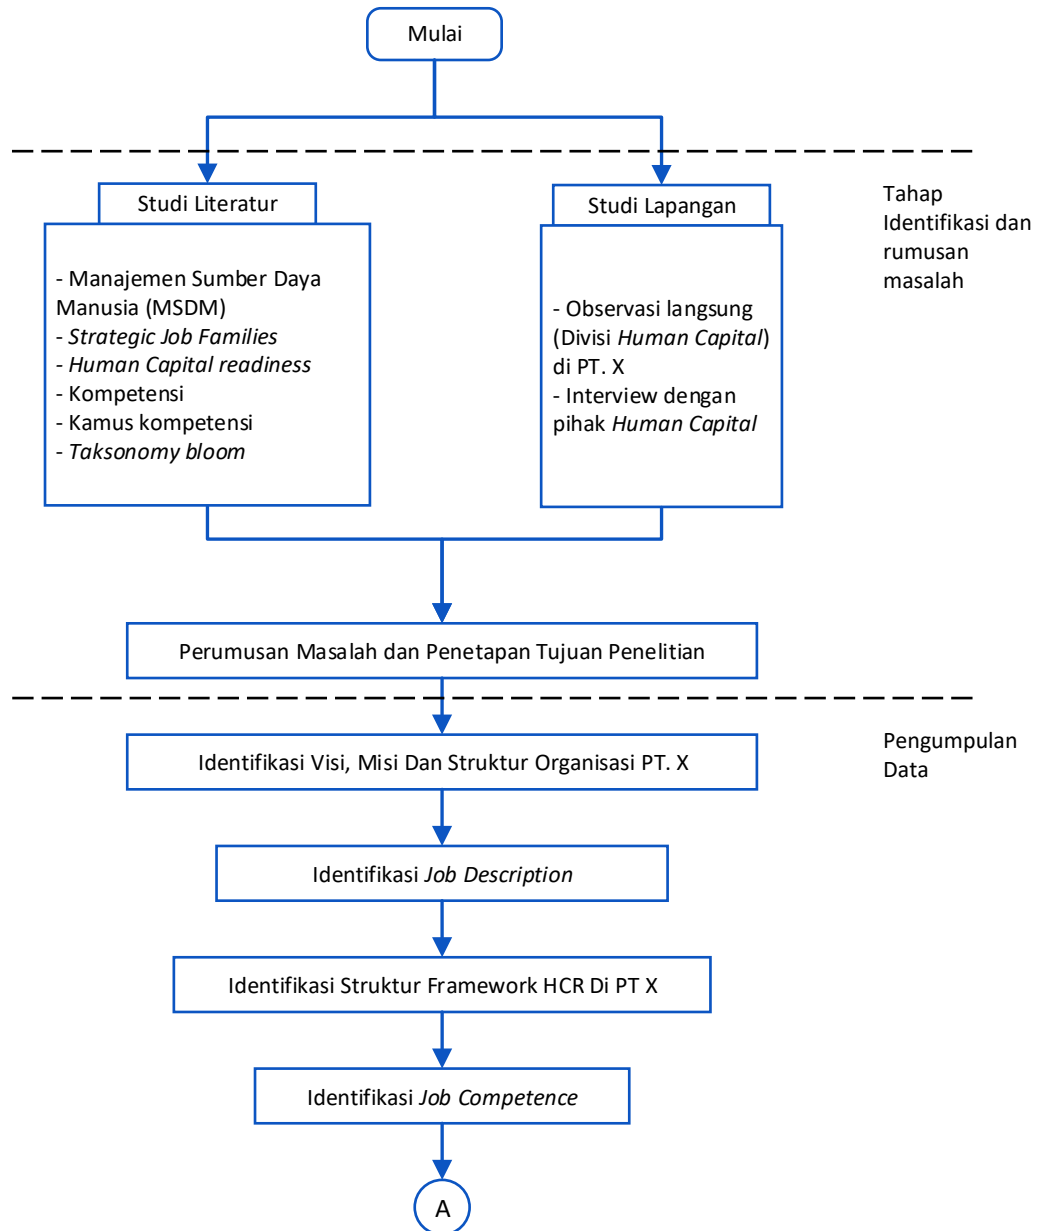 Mulai
Studi Literatur
- Manajemen Sumber Daya
Manusia (MSDM)
- Strategic Job Families
- Human Capital readiness
- Kompetensi
- Kamus kompetensi
- Taksonomy bloom
Studi Lapangan
- Observasi langsung
(Divisi Human Capital)
di PT. X
- Interview dengan
pihak Human Capital
Tahap
Identifikasi dan
rumusan
masalah
Perumusan Masalah dan Penetapan Tujuan Penelitian
Identifikasi Visi, Misi Dan Struktur Organisasi PT. X
Pengumpulan
Data
Identifikasi Job Description
Identifikasi Struktur Framework HCR Di PT X
Identifikasi Job Competence
A